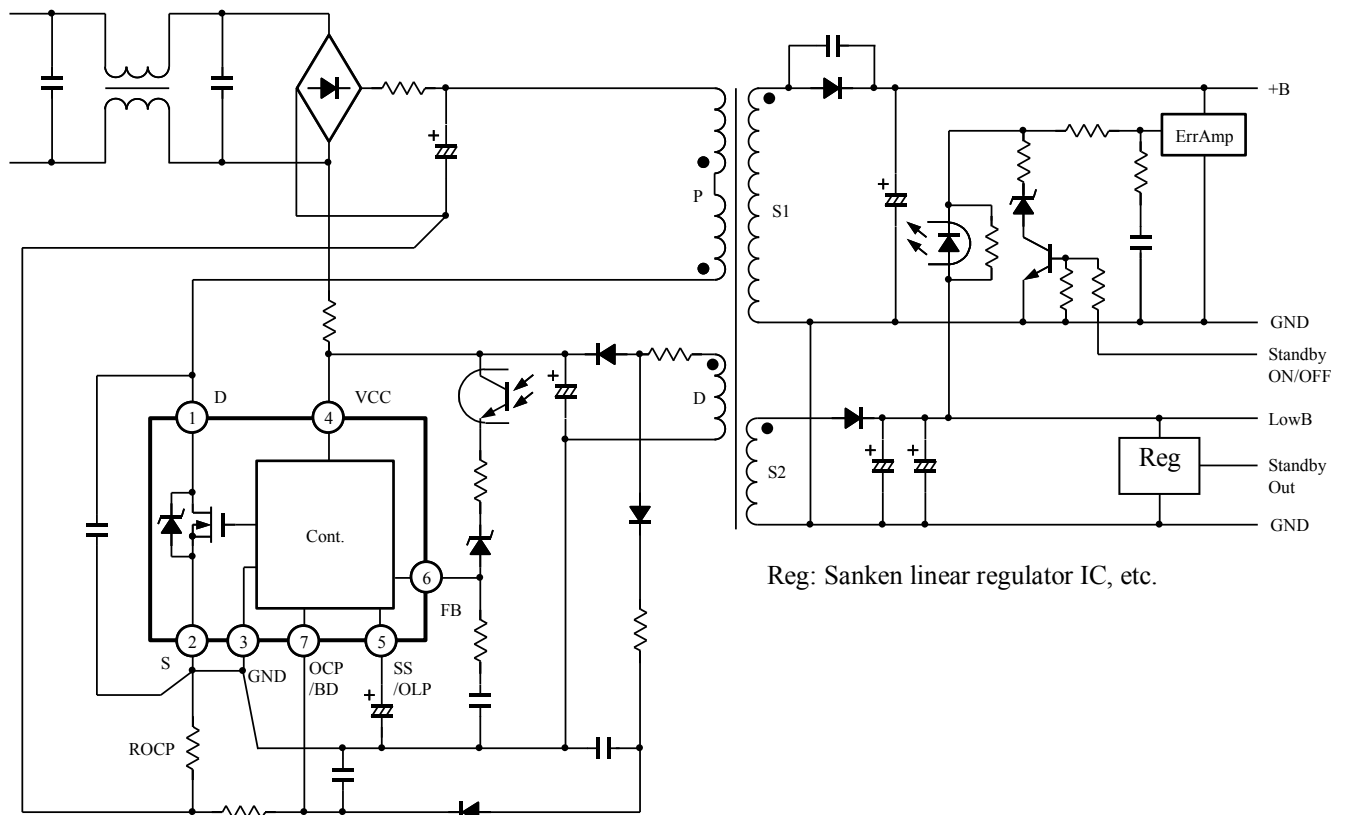 +B
ErrAmp
P
S1
GND
Standby
ON/OFF
D
VCC
D
1
4
LowB
Reg
S2
Standby
Out
Cont.
GND
6
FB
Reg: Sanken linear regulator IC, etc.
2
3
7
5
S
GND
OCP
/BD
SS
/OLP
ROCP
+
+
+
+
+
+